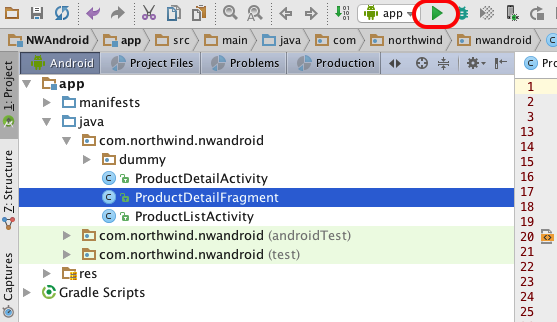 app
NWAndroid app src main java com northwind nwandroid
Android Project Files Problems Production Pro
1: Project
Z: Structure
Captures
app
manifests
java
com.northwind.nwandroid
dummy
ProductDetailActivity
ProductDetailFragment
ProductListActivity
com.northwind.nwandroid (androidTest)
com.northwind.nwandroid (test)
res
Gradle Scripts
1
2
3
13
14
15
16
17
18
19
20
21
22
23
24
25